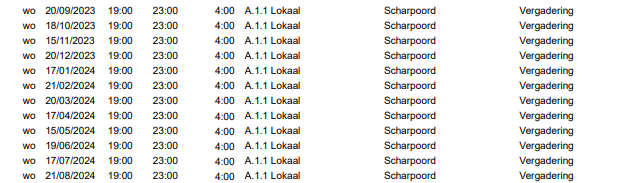 wo 20/09/2023 19:00 23:00 4:00 A.1.1 Lokaal Scharpoord Vergadering
wo 18/10/2023 19:00 23:00 4:00 A.1.1 Lokaal Scharpoord Vergadering
wo 15/11/2023 19:00 23:00 4:00 A.1.1 Lokaal Scharpoord Vergadering
wo 20/12/2023 19:00 23:00 4:00 A.1.1 Lokaal Scharpoord Vergadering
wo 17/01/2024 19:00 23:00 4:00 A.1.1 Lokaal Scharpoord Vergadering
wo 21/02/2024 19:00 23:00 4:00 A.1.1 Lokaal Scharpoord Vergadering
wo 20/03/2024 19:00 23:00 4:00 A.1.1 Lokaal Scharpoord Vergadering
wo 17/04/2024 19:00 23:00 4:00 A.1.1 Lokaal Scharpoord Vergadering
wo 15/05/2024 19:00 23:00 4:00 A.1.1 Lokaal Scharpoord Vergadering
wo 19/06/2024 19:00 23:00 4:00 A.1.1 Lokaal Scharpoord Vergadering
wo 17/07/2024 19:00 23:00 4:00 A.1.1 Lokaal Scharpoord Vergadering
wo 21/08/2024 19:00 23:00 4:00 A.1.1 Lokaal Scharpoord Vergadering